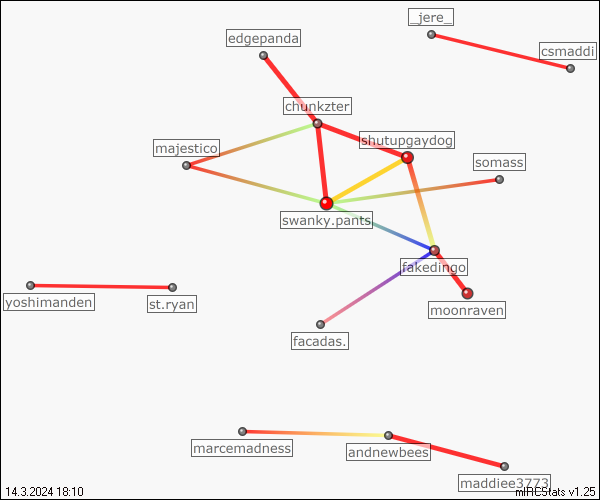 _jere_
edgepanda
csmaddi
chunkzter
shutupgaydog
majestico
somass
swanky.pants
fakedingo
yoshimanden
st.ryan
moonraven
facadas.
marcemadness
andnewbees
maddiee3773
14.3.2024 18:10
mIRCStats v1.25